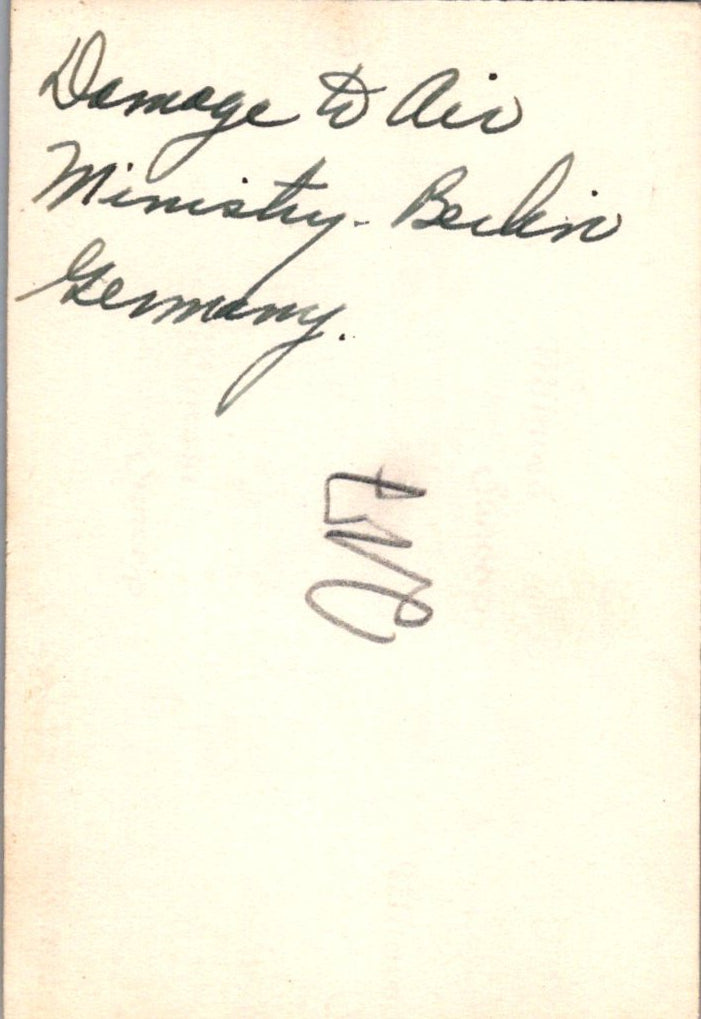 Damage to Air
Ministry - Berlin
Germany.